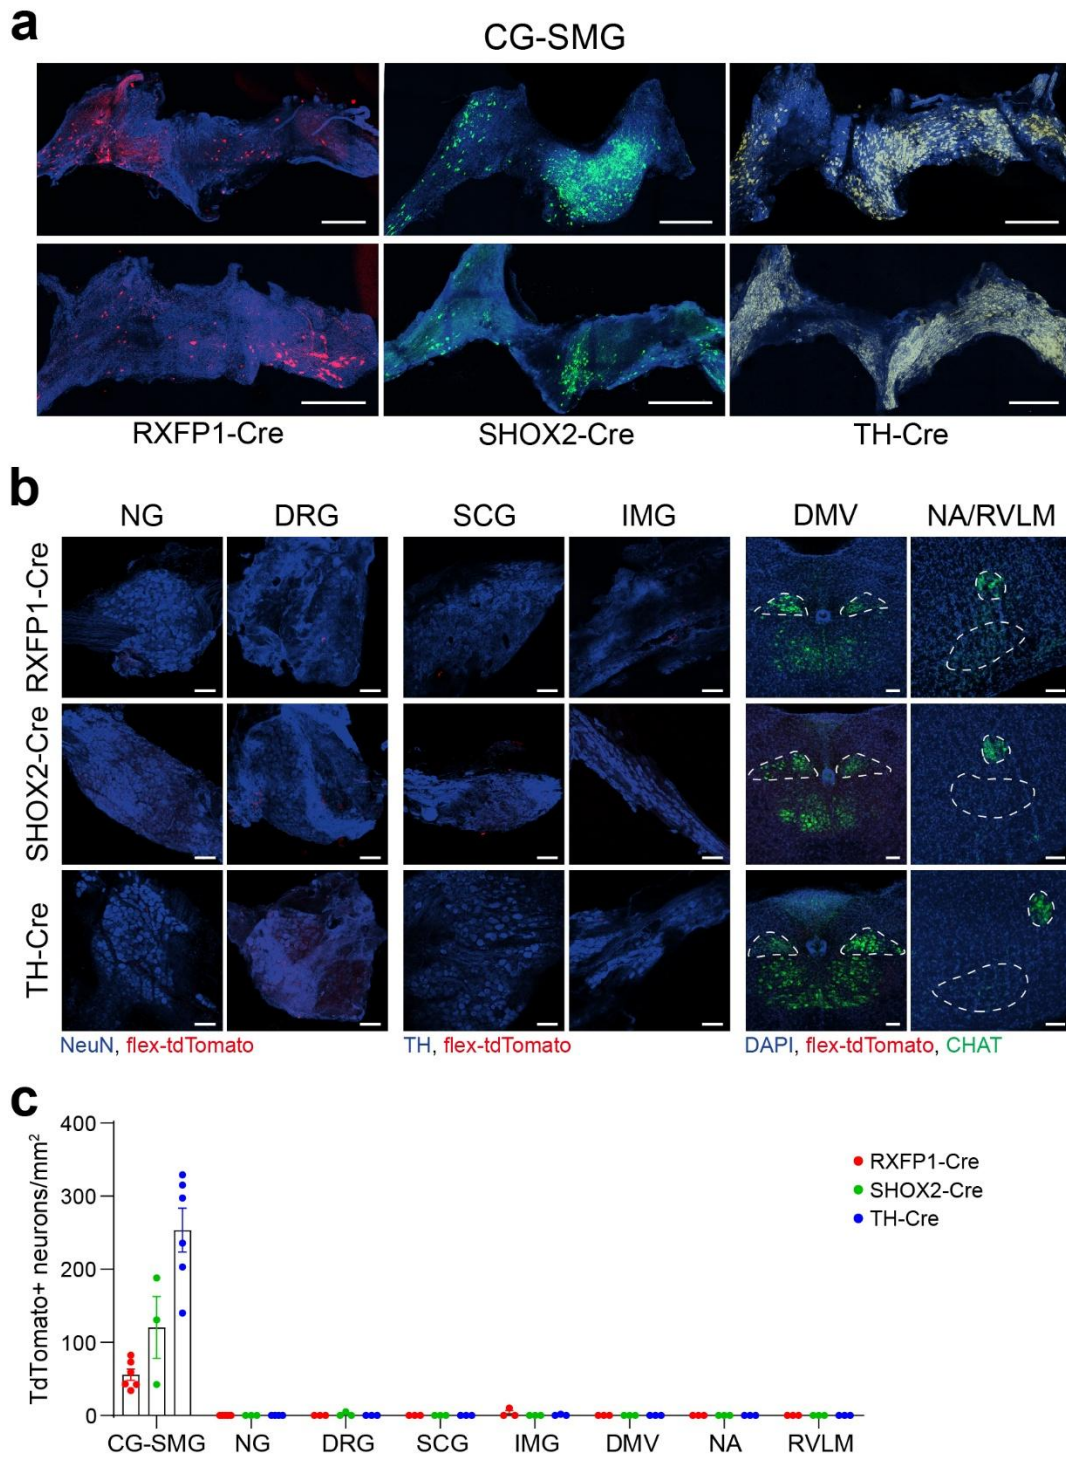 a
CG-SMG
RXFP1-Cre SHOX2-Cre TH-Cre
b
NG DRG SCG IMG DMV NA/RVLM
RXFP1-Cre
SHOX2-Cre
TH-Cre
NeuN, flex-tdTomato TH, flex-tdTomato DAPI, flex-tdTomato, CHAT
c
TdTomato+ neurons/mm²
400
300
200
100
0
RXFP1-Cre
SHOX2-Cre
TH-Cre
CG-SMG NG DRG SCG IMG DMV NA RVLM